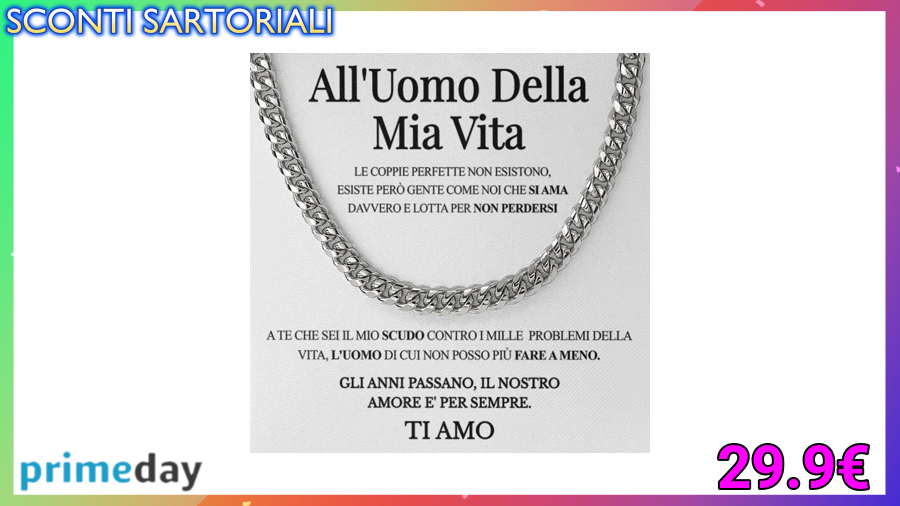 SCONTI SARTORIALI
All'Uomo Della
Mia Vita
LE COPPIE PERFETTE NON ESISTONO,
ESISTE PERÒ GENTE COME NOI CHE SI AMA
DAVVERO E LOTTA PER NON PERDERSI
A TE CHE SEI IL MIO SCUDO CONTRO I MILLE PROBLEMI DELLA
VITA, L'UOMO DI CUI NON POSSO PIÙ FARE A MENO.
GLI ANNI PASSANO, IL NOSTRO
AMORE E' PER SEMPRE.
TI AMO
primeday
29.9€